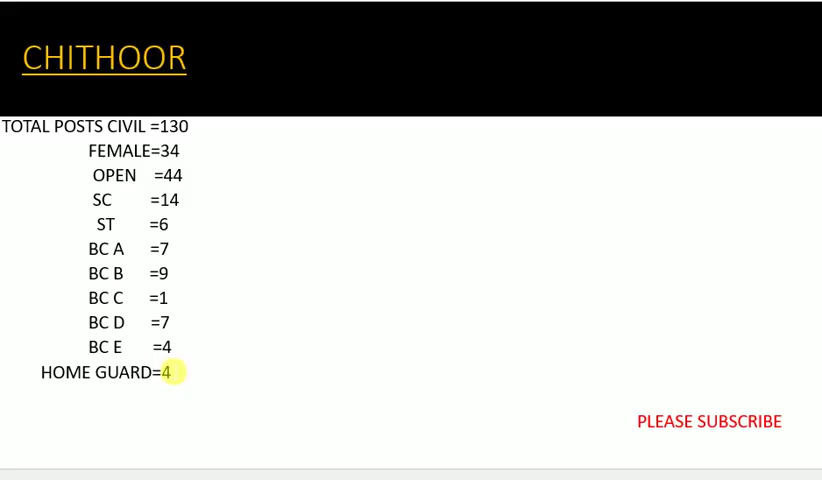 CHITHOOR
TOTAL POSTS CIVIL =130
FEMALE=34
OPEN =44
SC =14
ST =6
BC A =7
BC B =9
BC C =1
BC D =7
BC E =4
HOME GUARD=4
PLEASE SUBSCRIBE